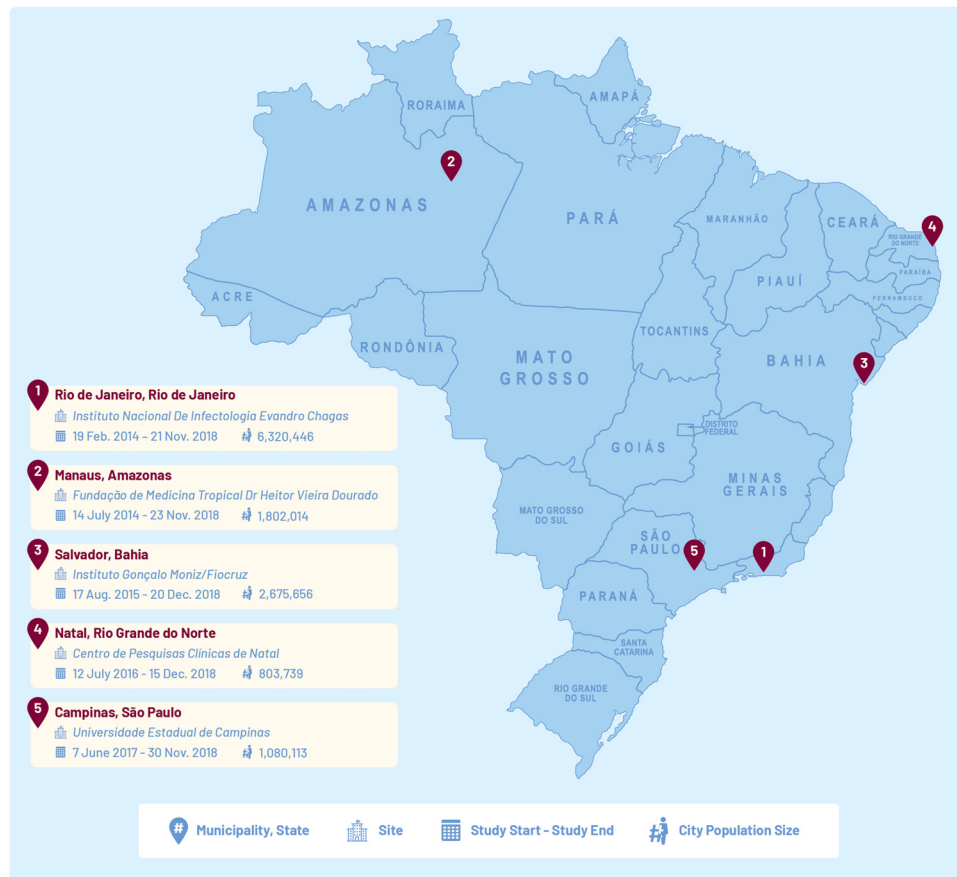 RORAIMA
AMAPÁ
2
AMAZONAS
PARÁ
MARANHÃO
CEARÁ
4
RIO GRANDE
DO NORTE
PARAÍBA
PIAUÍ
PERNAMBUCO
ACRE
TOCANTINS
RONDÔNIA
MATO
GROSSO
BAHIA
3
DISTRITO
FEDERAL
GOIÁS
MINAS
GERAIS
MATO GROSSO
DO SUL
SÃO
PAULO
5
1
PARANÁ
SANTA
CATARINA
RIO GRANDE
DO SUL
1
Rio de Janeiro, Rio de Janeiro
Instituto Nacional De Infectologia Evandro Chagas
19 Feb. 2014 - 21 Nov. 2018 # 6,320,446
2
Manaus, Amazonas
Fundação de Medicina Tropical Dr Heitor Vieira Dourado
14 July 2014 - 23 Nov. 2018 # 1,802,014
3
Salvador, Bahia
Instituto Gonçalo Moniz/Fiocruz
17 Aug. 2015 - 20 Dec. 2018 # 2,675,656
4
Natal, Rio Grande do Norte
Centro de Pesquisas Clínicas de Natal
12 July 2016 - 15 Dec. 2018 # 803,739
5
Campinas, São Paulo
Universidade Estadual de Campinas
7 June 2017 - 30 Nov. 2018 # 1,080,113
# Municipality, State Site Study Start - Study End # City Population Size